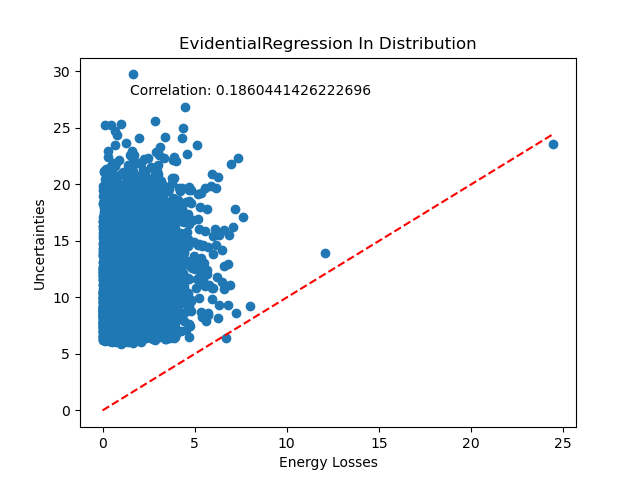 EvidentialRegression In Distribution
Correlation: 0.1860441426222696
30
25
20
15
10
5
0
Uncertainties
0 5 10 15 20 25
Energy Losses